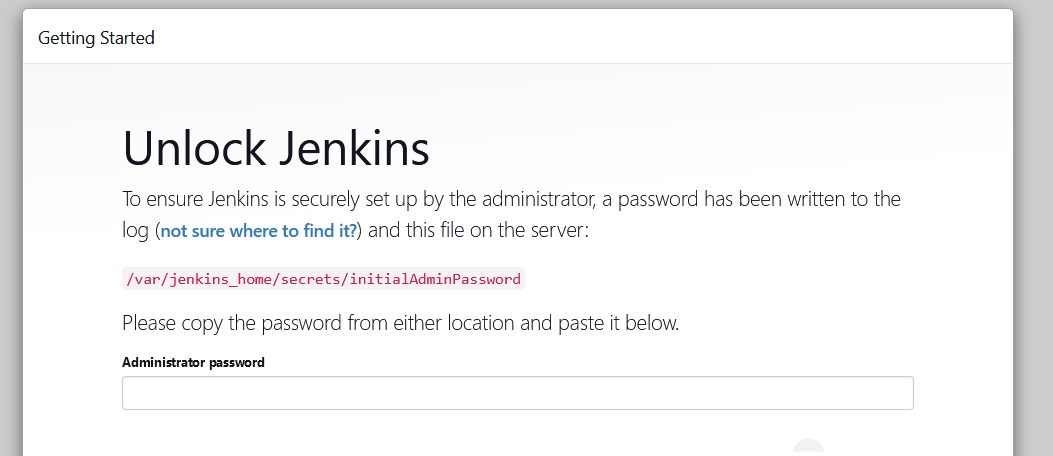 Getting Started
Unlock Jenkins
To ensure Jenkins is securely set up by the administrator, a password has been written to the
log (not sure where to find it?) and this file on the server:
/var/jenkins_home/secrets/initialAdminPassword
Please copy the password from either location and paste it below.
Administrator password